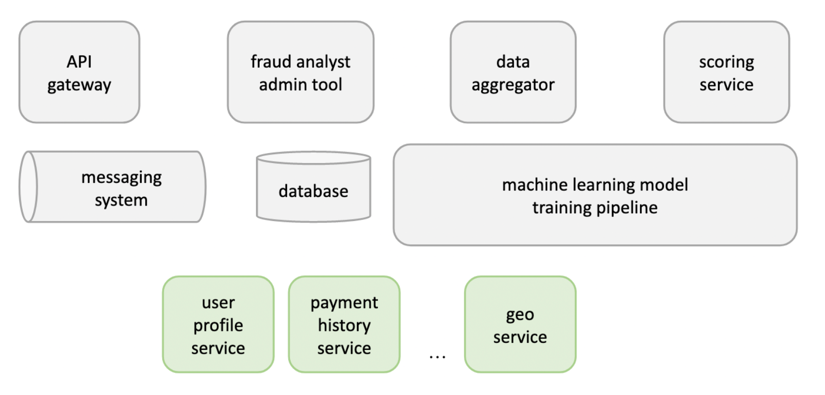 API
gateway
fraud analyst
admin tool
data
aggregator
scoring
service
messaging
system
database
machine learning model
training pipeline
user
profile
service
payment
history
service
...
geo
service